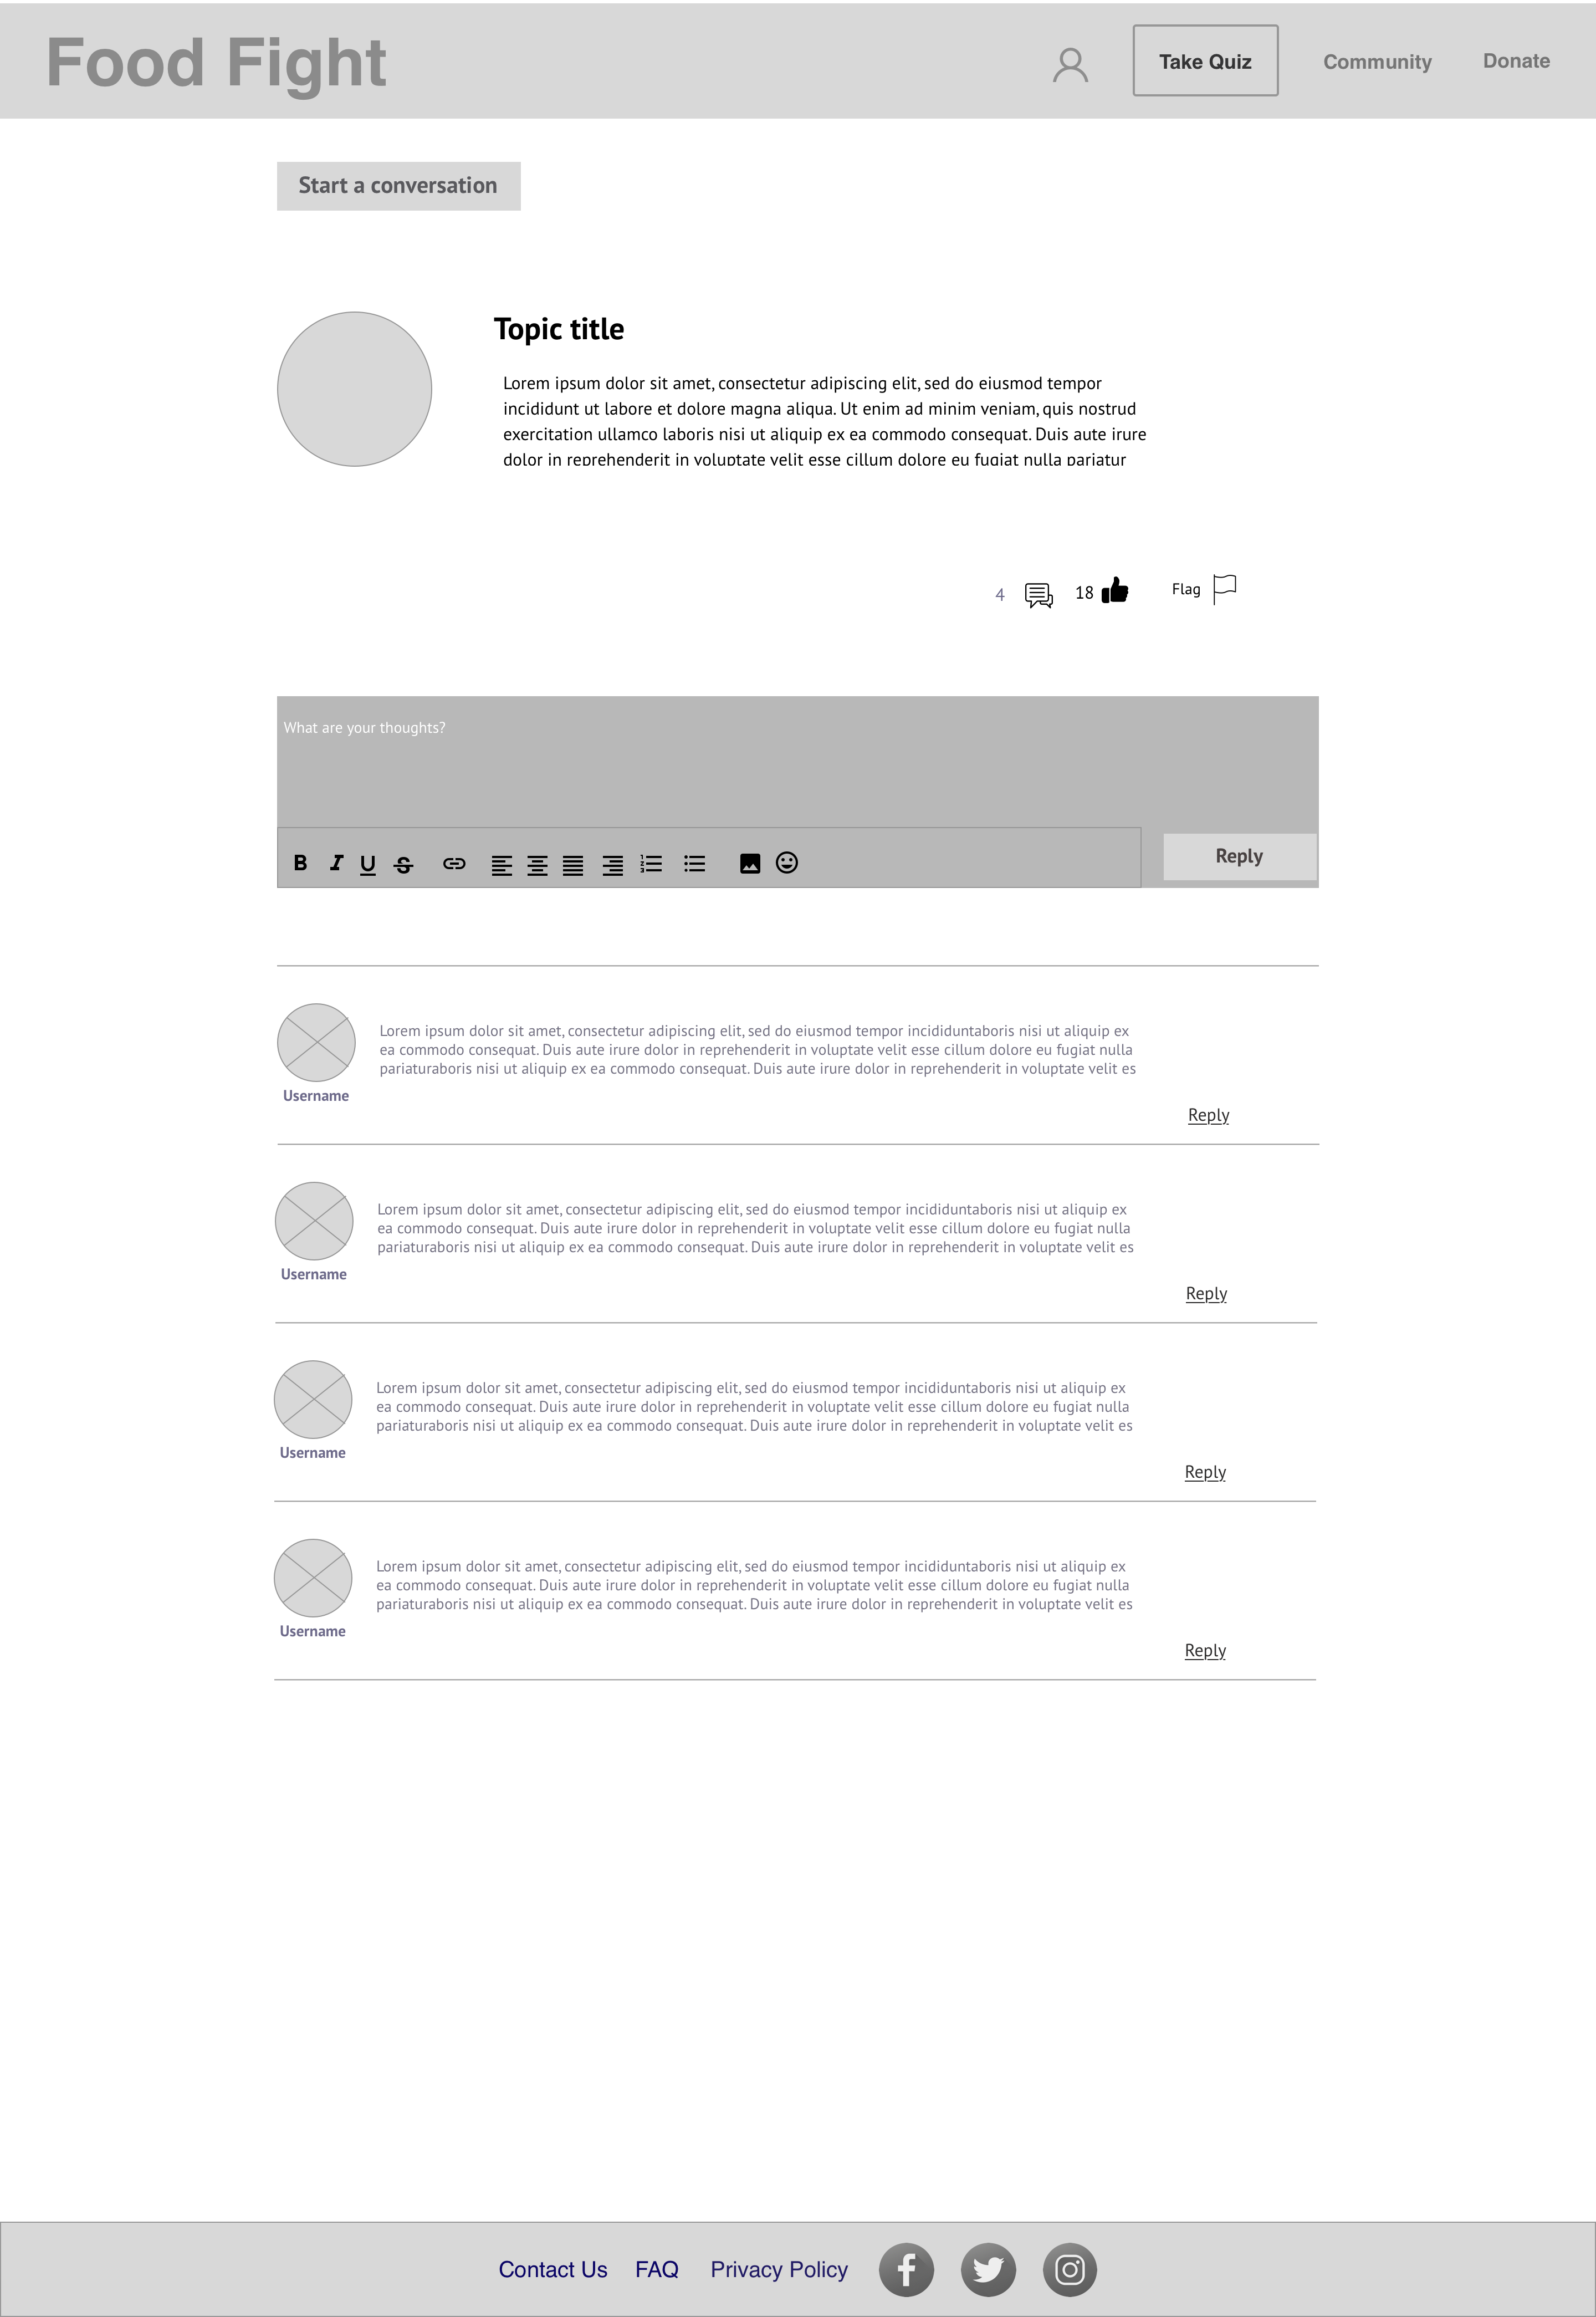 Food Fight
Take Quiz
Community
Donate
Start a conversation
Topic title
Lorem ipsum dolor sit amet, consectetur adipiscing elit, sed do eiusmod tempor
incididunt ut labore et dolore magna aliqua. Ut enim ad minim veniam, quis nostrud
exercitation ullamco laboris nisi ut aliquip ex ea commodo consequat. Duis aute irure
dolor in reprehenderit in voluptate velit esse cillum dolore eu fugiat nulla pariatur
4
18
Flag
What are your thoughts?
Reply
Lorem ipsum dolor sit amet, consectetur adipiscing elit, sed do eiusmod tempor incididuntaboris nisi ut aliquip ex
ea commodo consequat. Duis aute irure dolor in reprehenderit in voluptate velit esse cillum dolore eu fugiat nulla
pariaturaboris nisi ut aliquip ex ea commodo consequat. Duis aute irure dolor in reprehenderit in voluptate velit es
Username
Reply
Lorem ipsum dolor sit amet, consectetur adipiscing elit, sed do eiusmod tempor incididuntaboris nisi ut aliquip ex
ea commodo consequat. Duis aute irure dolor in reprehenderit in voluptate velit esse cillum dolore eu fugiat nulla
pariaturaboris nisi ut aliquip ex ea commodo consequat. Duis aute irure dolor in reprehenderit in voluptate velit es
Username
Reply
Lorem ipsum dolor sit amet, consectetur adipiscing elit, sed do eiusmod tempor incididuntaboris nisi ut aliquip ex
ea commodo consequat. Duis aute irure dolor in reprehenderit in voluptate velit esse cillum dolore eu fugiat nulla
pariaturaboris nisi ut aliquip ex ea commodo consequat. Duis aute irure dolor in reprehenderit in voluptate velit es
Username
Reply
Lorem ipsum dolor sit amet, consectetur adipiscing elit, sed do eiusmod tempor incididuntaboris nisi ut aliquip ex
ea commodo consequat. Duis aute irure dolor in reprehenderit in voluptate velit esse cillum dolore eu fugiat nulla
pariaturaboris nisi ut aliquip ex ea commodo consequat. Duis aute irure dolor in reprehenderit in voluptate velit es
Username
Reply
Contact Us
FAQ
Privacy Policy